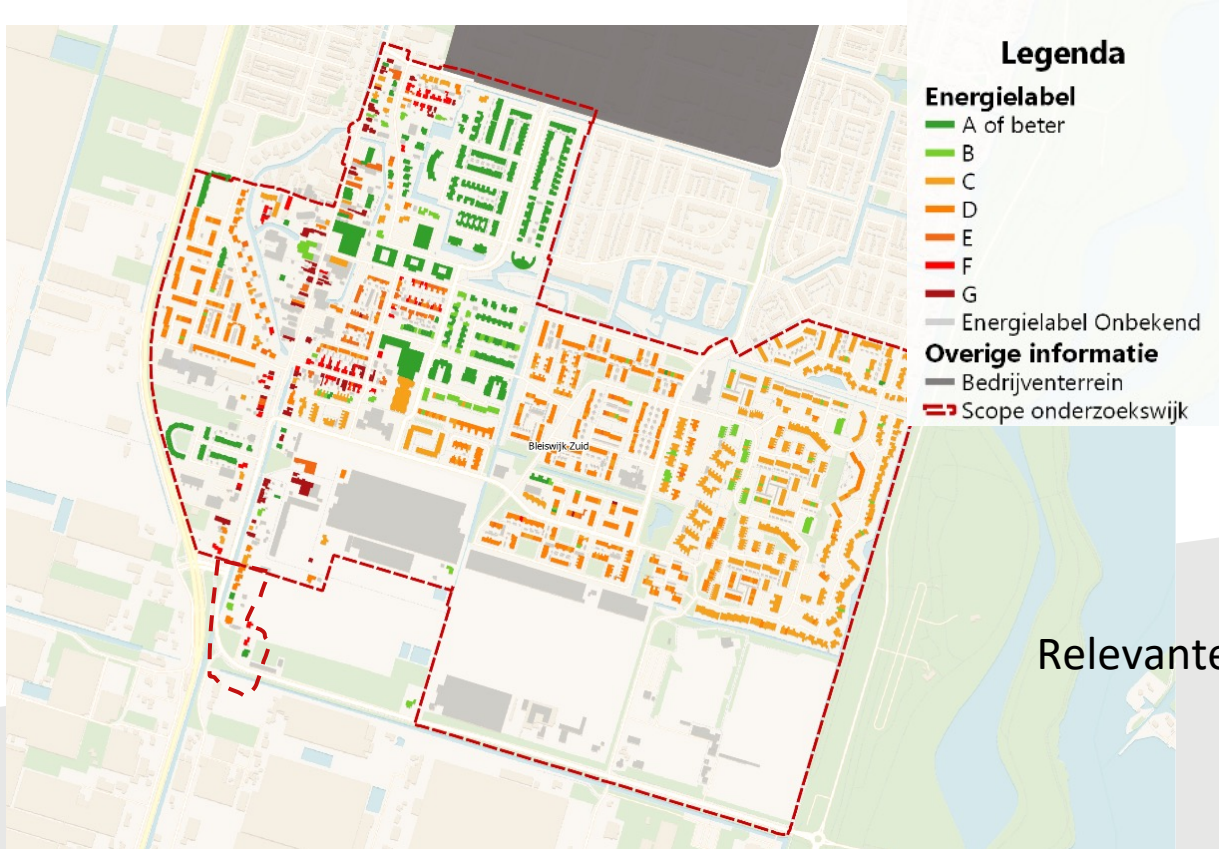 Legenda
Energielabel
A of beter
B
C
D
E
F
G
Energielabel Onbekend
Overige informatie
Bedrijventerrein
Scope onderzoekswijk
Bleiswijk Zuid
Relevante